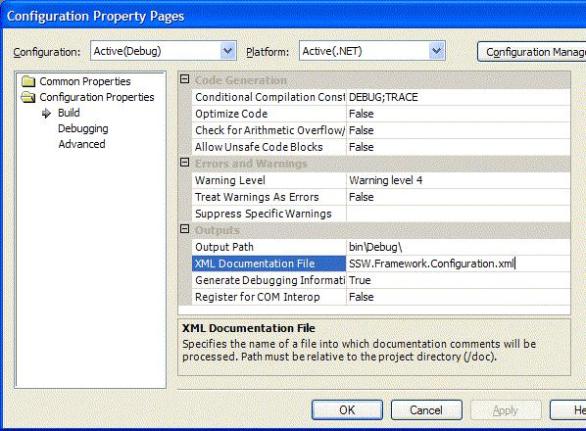 Configuration Property Pages
Configuration: Active(Debug) Platform: Active(.NET) Configuration Manage
Common Properties
Configuration Properties
Build
Debugging
Advanced
Code Generation
Conditional Compilation Const DEBUG;TRACE
Optimize Code False
Check for Arithmetic Overflow/ False
Allow Unsafe Code Blocks False
Errors and Warnings
Warning Level Warning level 4
Treat Warnings As Errors False
Suppress Specific Warnings
Outputs
Output Path bin\Debug\
XML Documentation File SSW.Framework.Configuration.xml
Generate Debugging Informati True
Register for COM Interop False
XML Documentation File
Specifies the name of a file into which documentation comments will be
processed. Path must be relative to the project directory (/doc).
OK Cancel Apply He